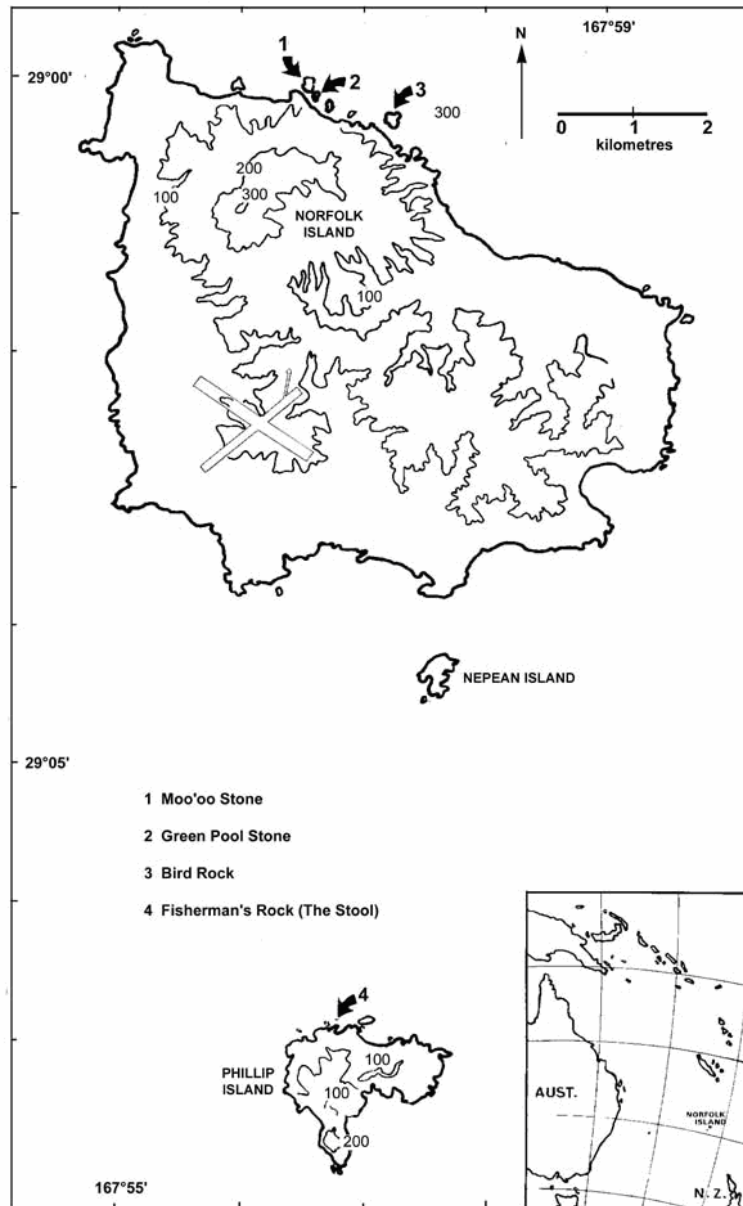 167°59'
1
N
29°00'
2
3
300
0 1 2
kilometres
200
100
300
NORFOLK
ISLAND
100
NEPEAN ISLAND
29°05'
1 Moo'oo Stone
2 Green Pool Stone
3 Bird Rock
4 Fisherman's Rock (The Stool)
4
100
PHILLIP
ISLAND
100
200
AUST.
NORFOLK
ISLAND
N.Z.
167°55'